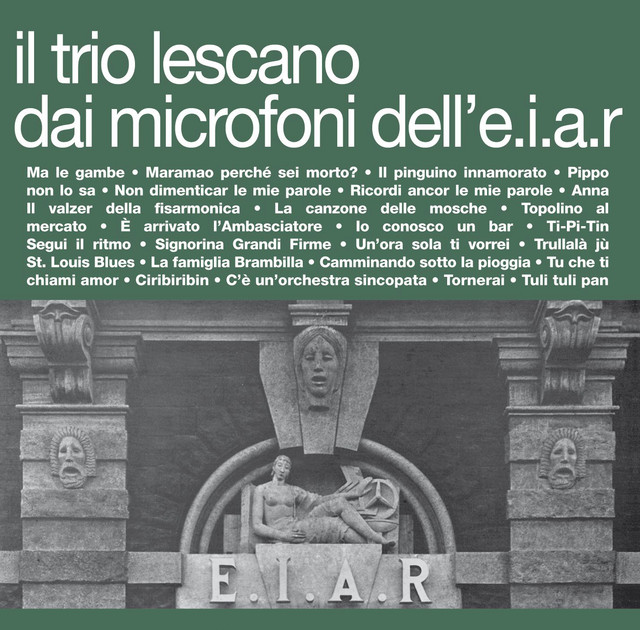 il trio lescano
dai microfoni dell'e.i.a.r
Ma le gambe • Maramao perché sei morto? • Il pinguino innamorato • Pippo
non lo sa • Non dimenticar le mie parole • Ricordi ancor le mie parole • Anna
Il valzer della fisarmonica • La canzone delle mosche • Topolino al
mercato • È arrivato l'Ambasciatore • Io conosco un bar • Ti-Pi-Tin
Segui il ritmo • Signorina Grandi Firme • Un'ora sola ti vorrei • Trullalà jù
St. Louis Blues • La famiglia Brambilla • Camminando sotto la pioggia • Tu che ti
chiami amor • Ciribiribin • C'è un'orchestra sincopata • Tornerai • Tuli tuli pan
E.I.A.R